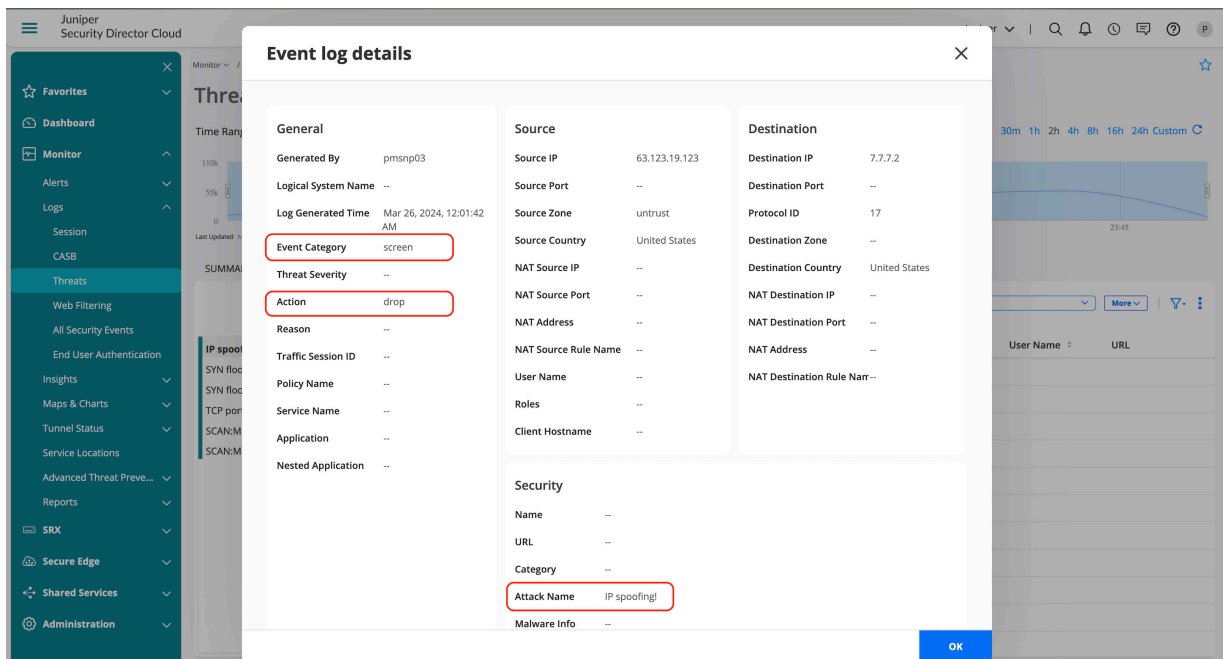 Juniper
Security Director Cloud
P
Favorites
Dashboard
Monitor
Alerts
Logs
Session
CASB
Threats
Web Filtering
All Security Events
End User Authentication
Insights
Maps & Charts
Tunnel Status
Service Locations
Advanced Threat Preve...
Reports
SRX
Secure Edge
Shared Services
Administration
Monitor /
Thre
Time Rang
30m 1h 2h 4h 8h 16h 24h Custom
110k
55k
0
23:45
Last Updated
SUMMA
More
User Name
URL
IP spoof
SYN floo
SYN floo
TCP por
SCAN:M
SCAN:M
Event log details
General
Generated By pmsnp03
Logical System Name --
Log Generated Time Mar 26, 2024, 12:01:42
AM
Event Category screen
Threat Severity --
Action drop
Reason --
Traffic Session ID --
Policy Name --
Service Name --
Application --
Nested Application --
Source
Source IP 63.123.19.123
Source Port --
Source Zone untrust
Source Country United States
NAT Source IP --
NAT Source Port --
NAT Address --
NAT Source Rule Name --
User Name --
Roles --
Client Hostname --
Destination
Destination IP 7.7.7.2
Destination Port --
Protocol ID 17
Destination Zone --
Destination Country United States
NAT Destination IP --
NAT Destination Port --
NAT Address --
NAT Destination Rule Nam --
Security
Name --
URL --
Category --
Attack Name IP spoofing!
Malware Info --
OK